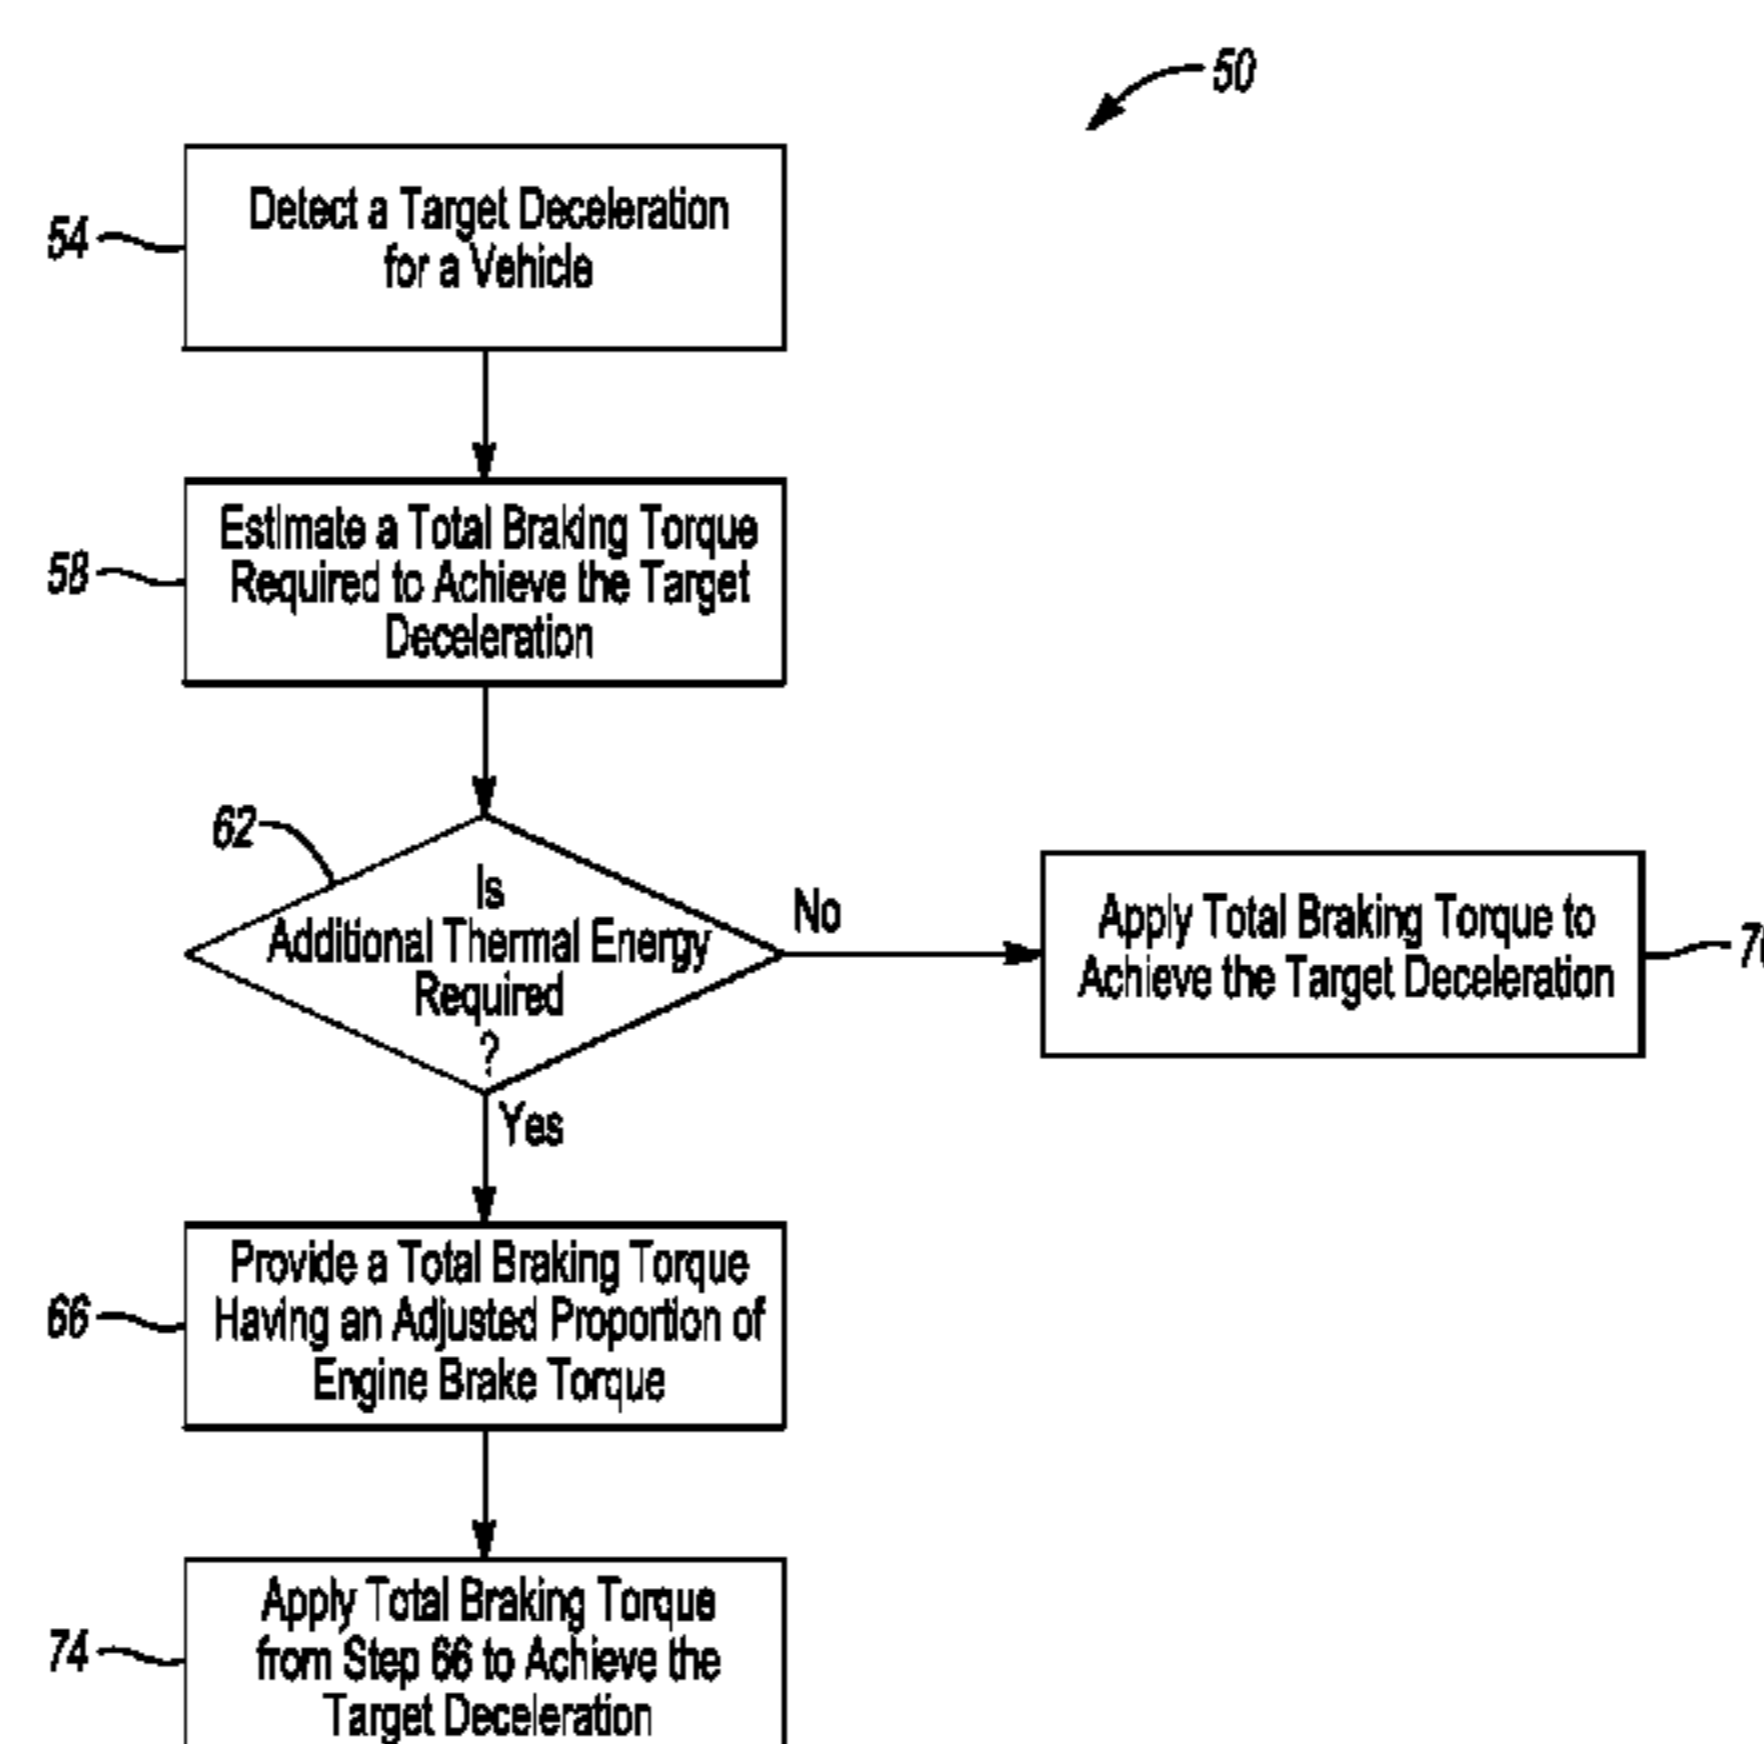 50
54
Detect a Target Deceleration
for a Vehicle
58
Estimate a Total Braking Torque
Required to Achieve the Target
Deceleration
62
Is
Additional Thermal Energy
Required
?
No
Apply Total Braking Torque to
Achieve the Target Deceleration
Yes
66
Provide a Total Braking Torque
Having an Adjusted Proportion of
Engine Brake Torque
74
Apply Total Braking Torque
from Step 66 to Achieve the
Target Deceleration